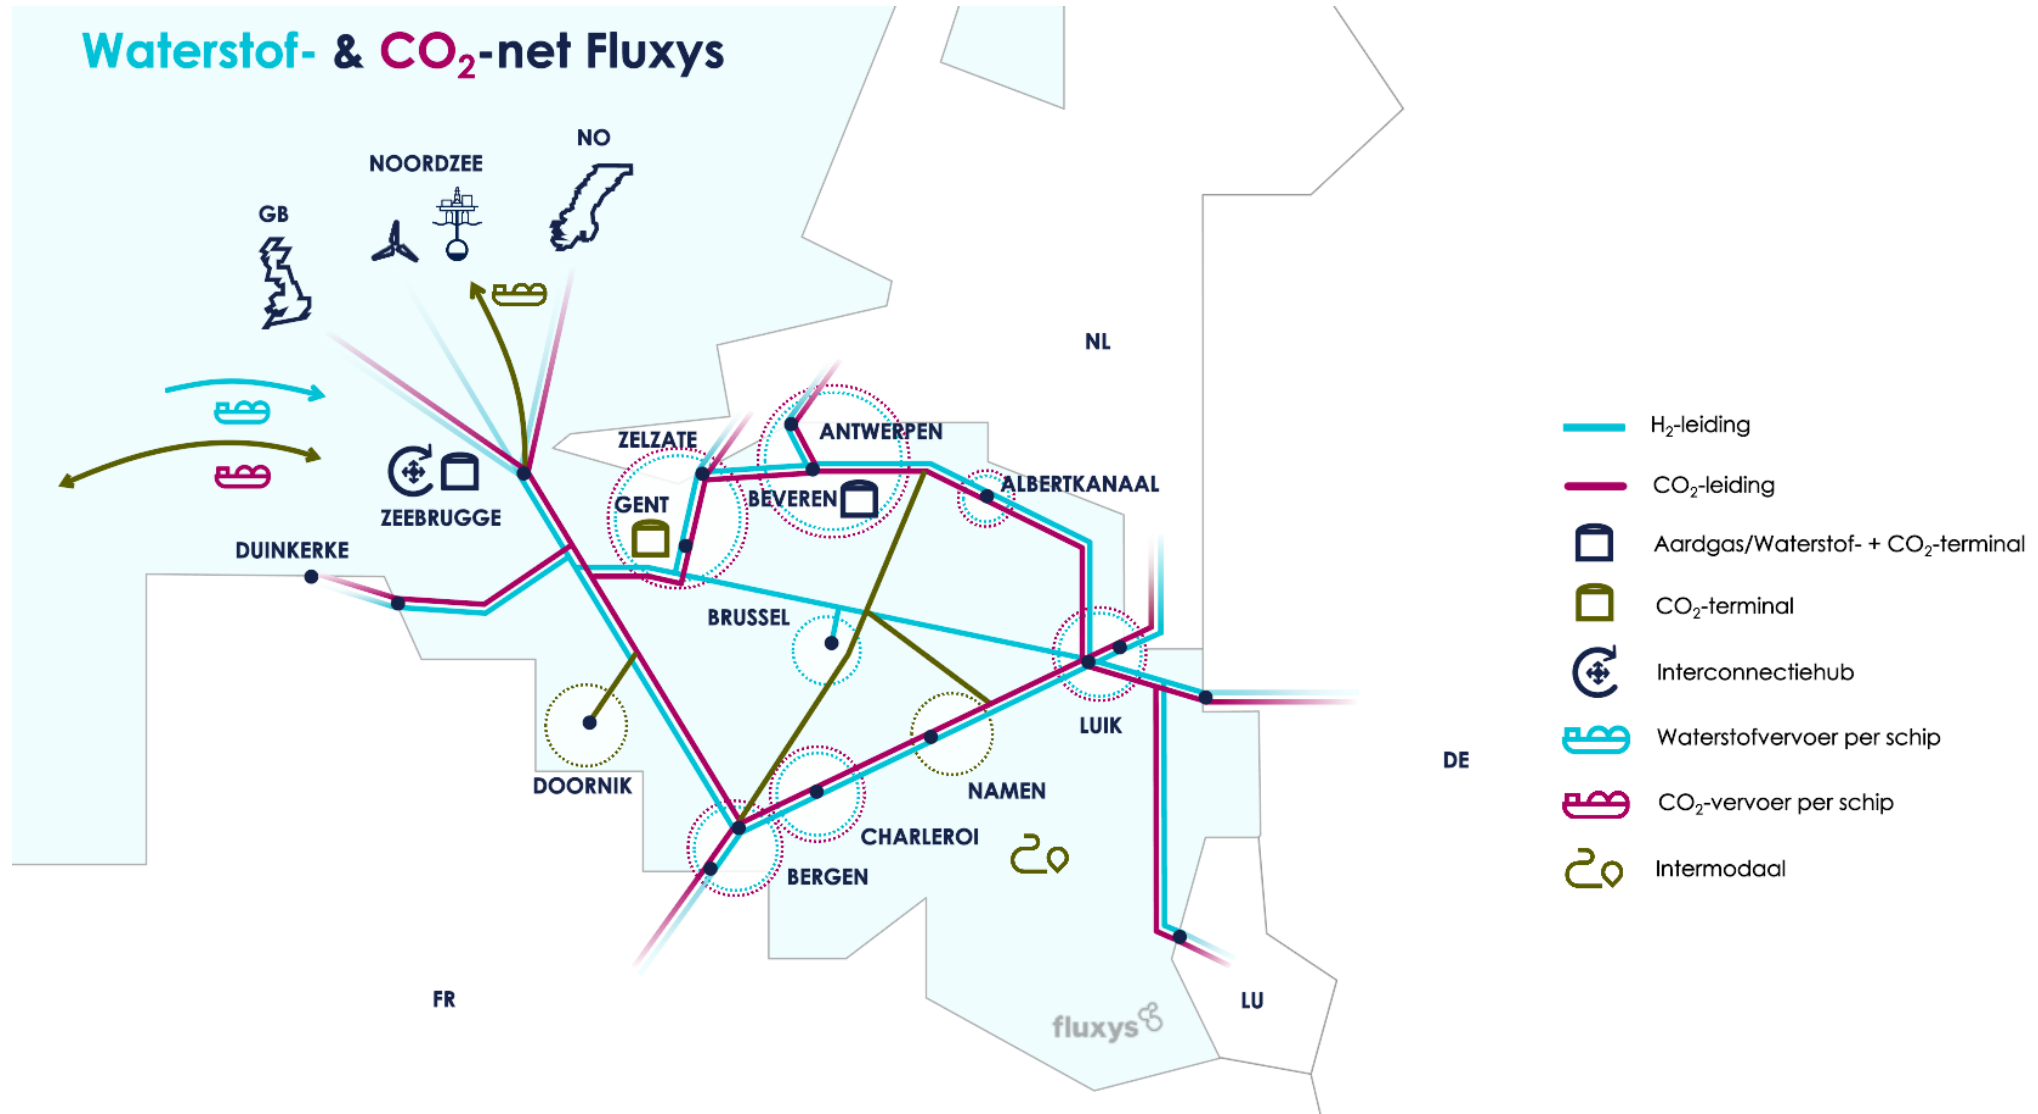 Waterstof- & CO₂-net Fluxys
NO
NOORDZEE
GB
NL
ZELZATE
ANTWERPEN
ALBERTKANAAL
GENT
BEVEREN
ZEEBRUGGE
DUINKERKE
BRUSSEL
LUIK
DOORNIK
NAMEN
CHARLEROI
BERGEN
DE
FR
LU
fluxys
H₂-leiding
CO₂-leiding
Aardgas/Waterstof- + CO₂-terminal
CO₂-terminal
Interconnectiehub
Waterstofvervoer per schip
CO₂-vervoer per schip
Intermodaal